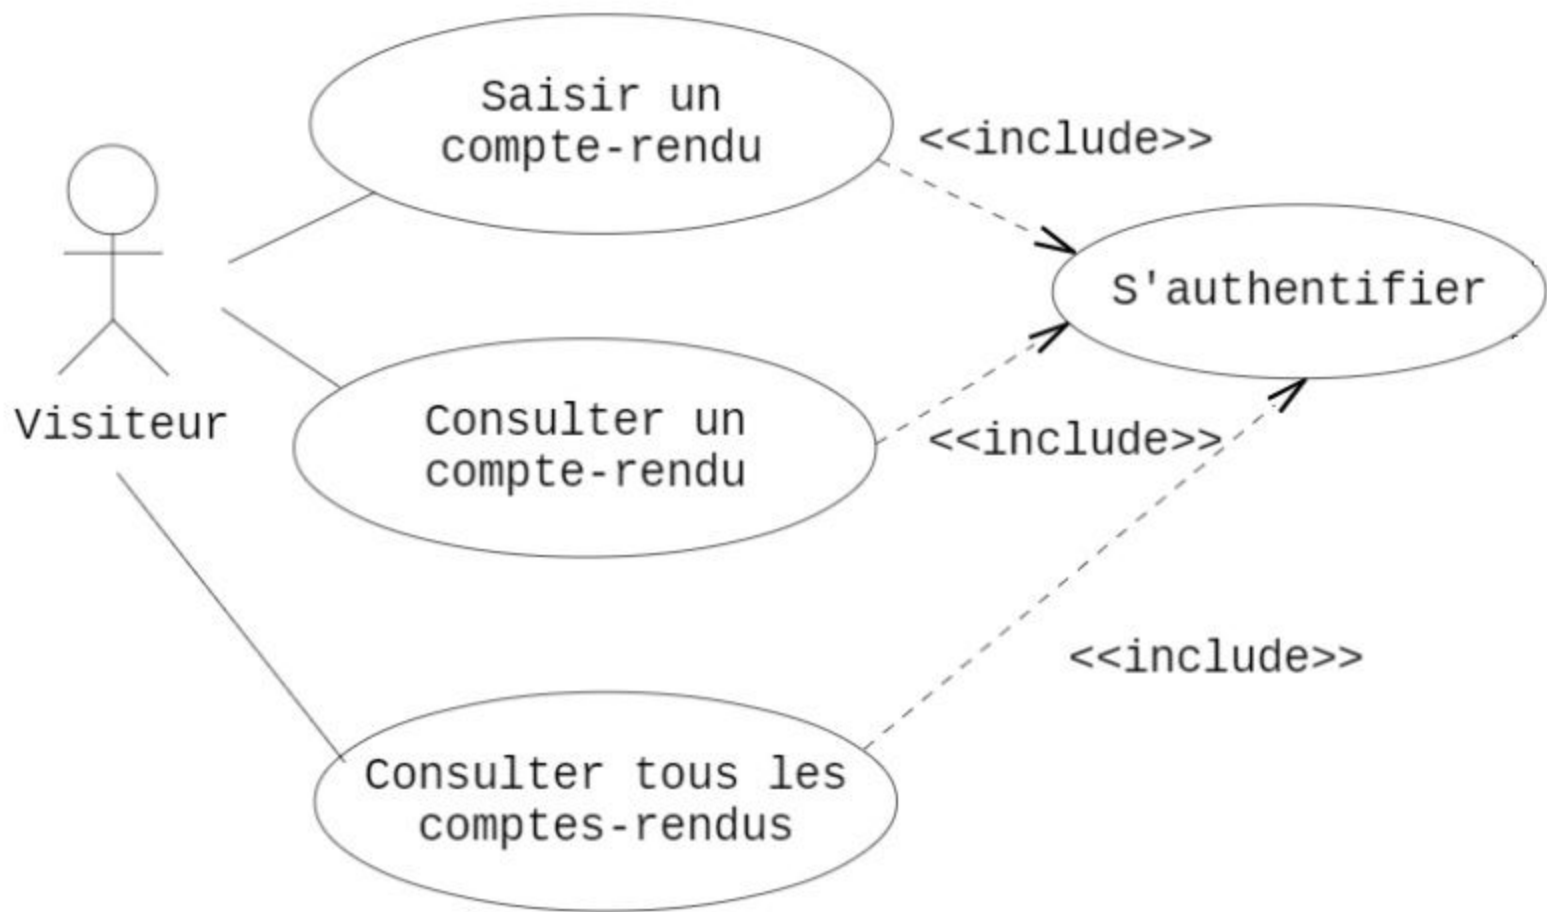 Saisir un
compte-rendu
<<include>>
S'authentifier
Visiteur
Consulter un
compte-rendu
<<include>>
<<include>>
Consulter tous les
comptes-rendus